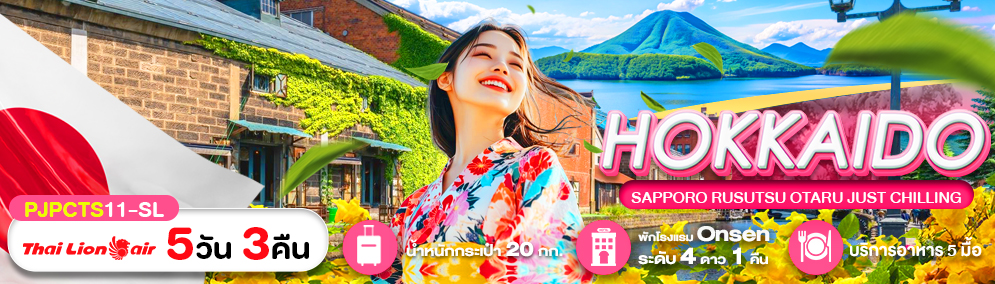 HOKKAIDO
SAPPORO RUSUTSU OTARU JUST CHILLING
PJPCTS11-SL
Thai Lion air
5วัน 3คืน
น้ำหนักกระเป๋า 20 กก.
พักโรงแรม Onsen
ระดับ 4 ดาว 1 คืน
บริการอาหาร 5 มื้อ